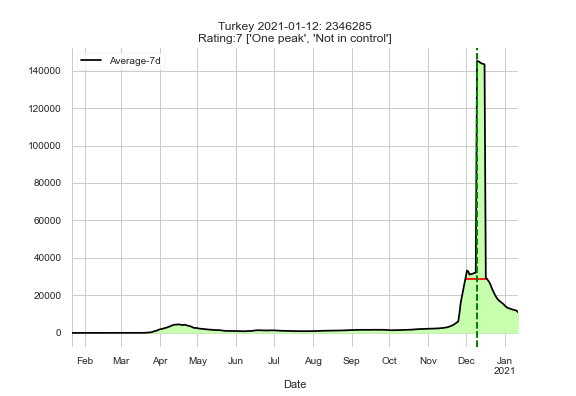 Turkey 2021-01-12: 2346285
Rating:7 ['One peak', 'Not in control']
Average-7d
140000
120000
100000
80000
60000
40000
20000
0
Feb Mar Apr May Jun Jul Aug Sep Oct Nov Dec Jan
2021
Date